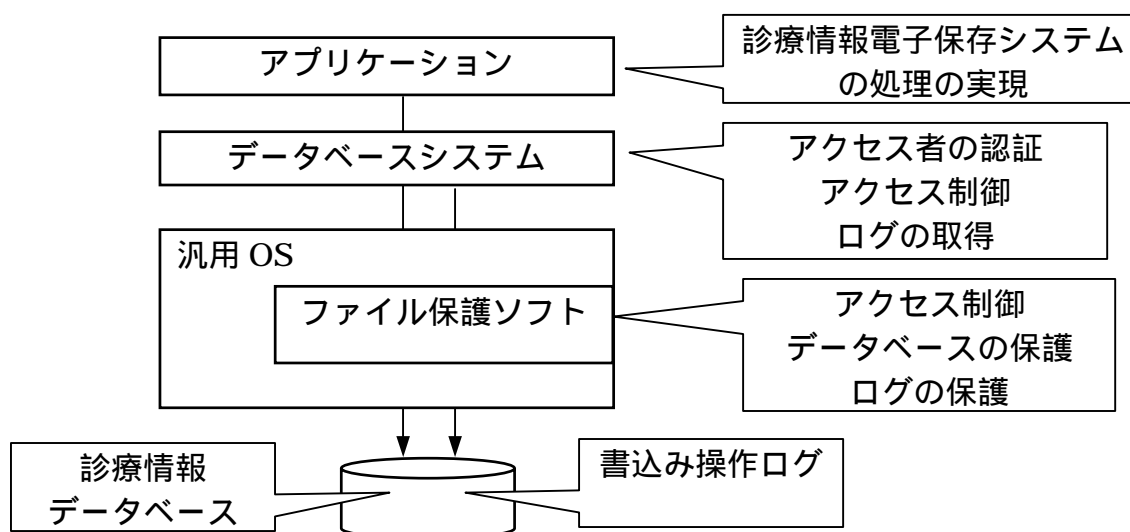 アプリケーション
診療情報電子保存システム
の処理の実現
データベースシステム
アクセス者の認証
アクセス制御
ログの取得
汎用 OS
ファイル保護ソフト
アクセス制御
データベースの保護
ログの保護
診療情報
データベース
書込み操作ログ